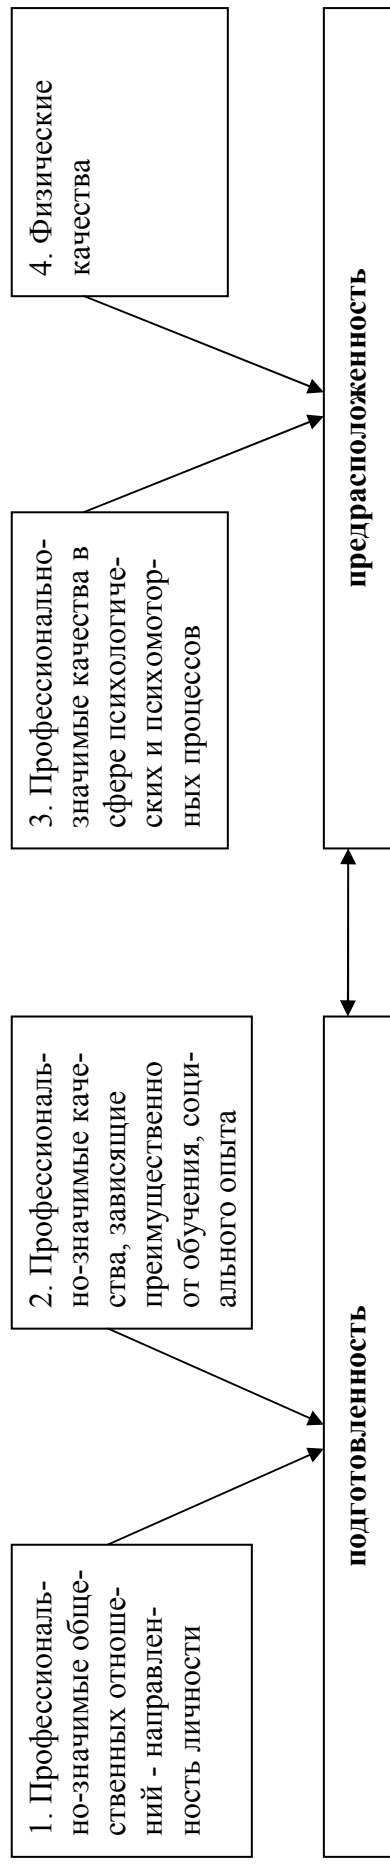 1. Профессиональ-
но-значимые обще-
ственных отноше-
ний - направлен-
ность личности
2. Профессиональ-
но-значимые каче-
ства, зависящие
преимущественно
от обучения, соци-
ального опыта
3. Профессионально-
значимые качества в
сфере психологиче-
ских и психомотор-
ных процессов
4. Физические
качества
подготовленность
предрасположенность